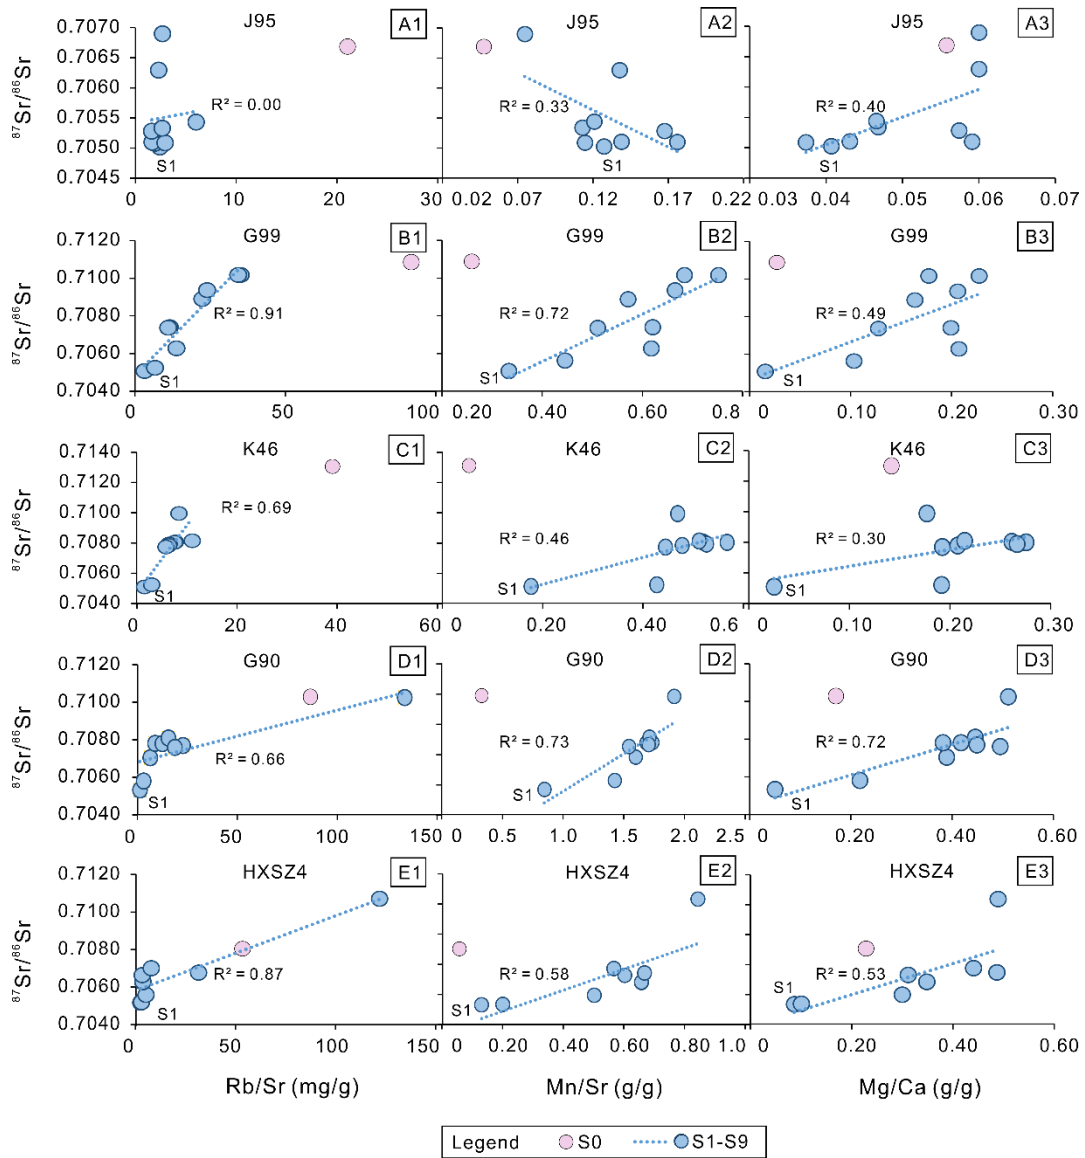 J95 A1 J95 A2 J95 A3
⁸⁷Sr/⁸⁶Sr
0.7070
0.7065
0.7060
0.7055
0.7050
0.7045
R² = 0.00 R² = 0.33 R² = 0.40
S1 S1 S1
0 10 20 30 0.02 0.07 0.12 0.17 0.22 0.03 0.04 0.05 0.06 0.07
G99 B1 G99 B2 G99 B3
⁸⁷Sr/⁸⁶Sr
0.7120
0.7100
0.7080
0.7060
0.7040
R² = 0.91 R² = 0.72 R² = 0.49
S1 S1 S1
0 50 100 0.20 0.40 0.60 0.8 0 0.10 0.20 0.30
K46 C1 K46 C2 K46 C3
⁸⁷Sr/⁸⁶Sr
0.7140
0.7120
0.7100
0.7080
0.7060
0.7040
R² = 0.69 R² = 0.46 R² = 0.30
S1 S1 S1
0 20 40 60 0 0.20 0.40 0.60 0 0.10 0.20 0.30
G90 D1 G90 D2 G90 D3
⁸⁷Sr/⁸⁶Sr
0.7120
0.7100
0.7080
0.7060
0.7040
R² = 0.66 R² = 0.73 R² = 0.72
S1 S1 S1
0 50 100 150 0 0.5 1.0 1.5 2.0 2.5 0 0.20 0.40 0.60
HXSZ4 E1 HXSZ4 E2 HXSZ4 E3
⁸⁷Sr/⁸⁶Sr
0.7120
0.7100
0.7080
0.7060
0.7040
R² = 0.87 R² = 0.58 R² = 0.53
S1 S1 S1
0 50 100 150 0 0.20 0.40 0.60 0.80 1.0 0 0.20 0.40 0.60
Rb/Sr (mg/g) Mn/Sr (g/g) Mg/Ca (g/g)
Legend S0 S1-S9